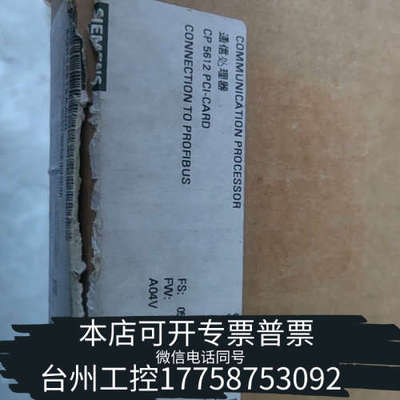 SIEMENS
COMMUNICATION PROCESSOR
通信处理器
CP 5612 PCI-CARD
CONNECTION TO PROFIBUS
FS:
FW:
A04V
本店可开专票普票
微信电话同号
台州工控17758753092